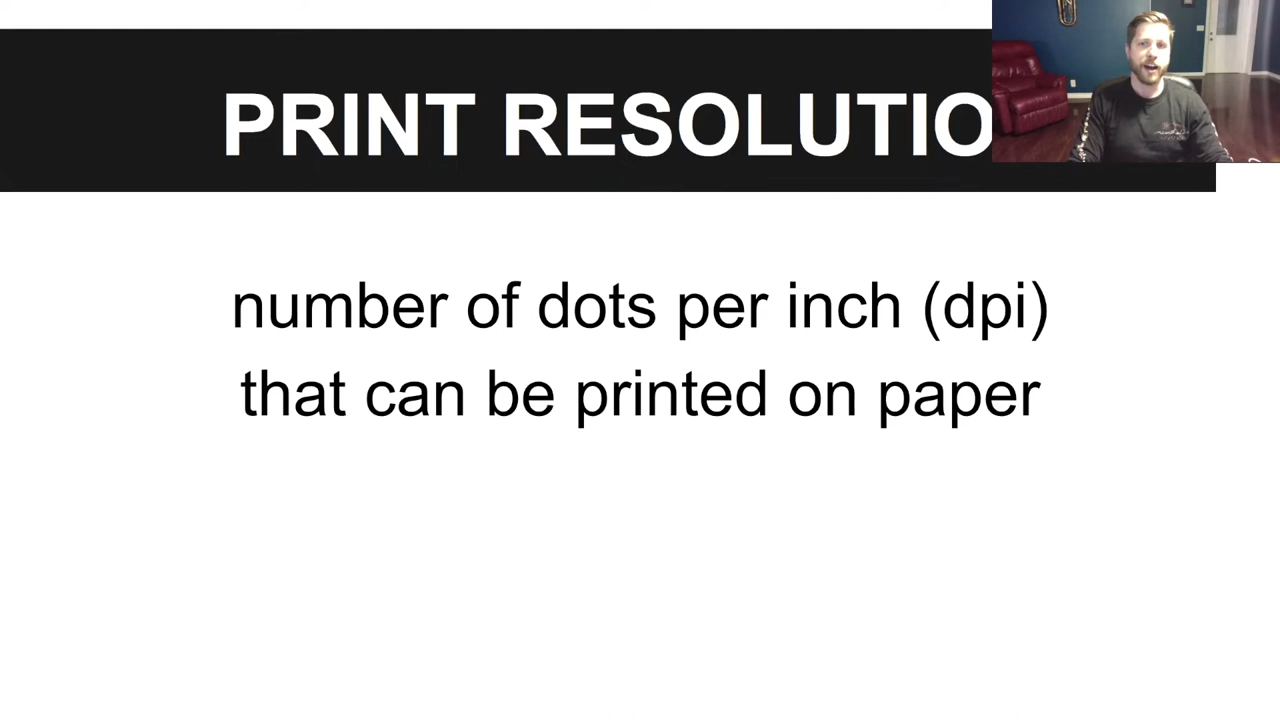 PRINT RESOLUTIO
number of dots per inch (dpi)
that can be printed on paper